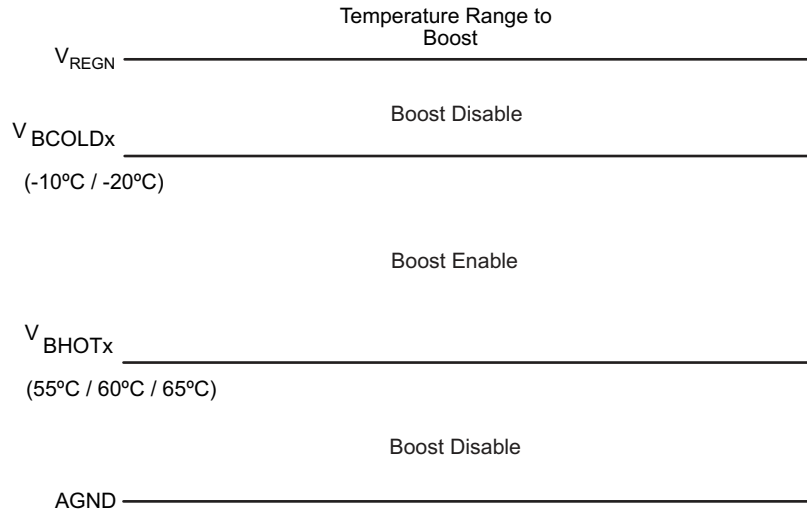 Temperature Range to
Boost
VREGN
Boost Disable
VBCOLDx
(-10ºC / -20ºC)
Boost Enable
VBHOTx
(55ºC / 60ºC / 65ºC)
Boost Disable
AGND